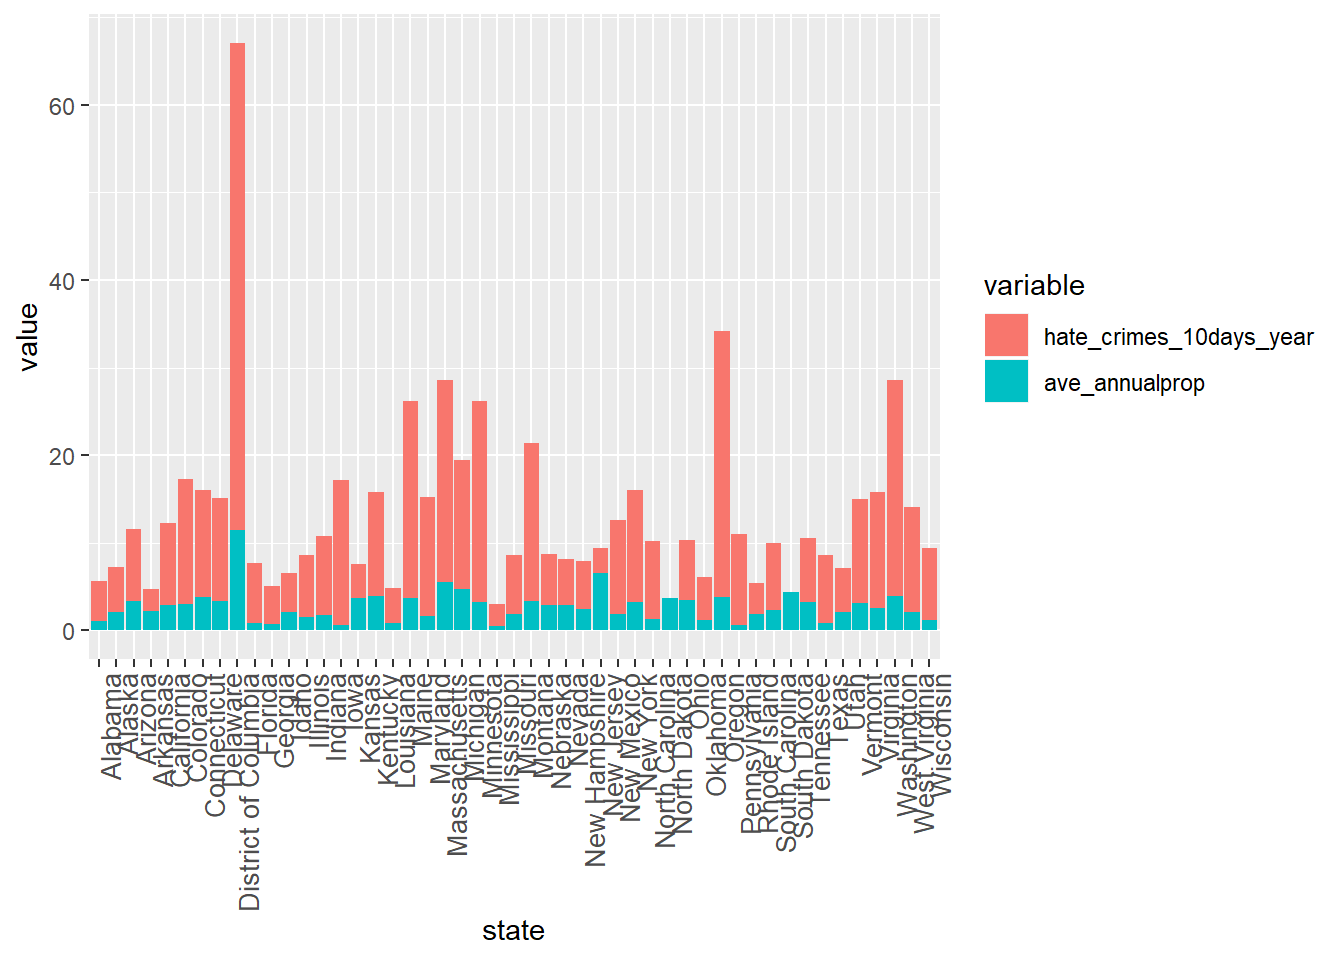 60
40
20
0
value
Alabama
Alaska
Arizona
Arkansas
California
Colorado
Connecticut
Delaware
District of Columbia
Florida
Georgia
Idaho
Illinois
Indiana
Iowa
Kansas
Kentucky
Louisiana
Maine
Maryland
Massachusetts
Michigan
Minnesota
Mississippi
Missouri
Montana
Nebraska
Nevada
New Hampshire
New Jersey
New Mexico
New York
North Carolina
North Dakota
Ohio
Oklahoma
Oregon
Pennsylvania
Rhode Island
South Carolina
South Dakota
Tennessee
Texas
Utah
Vermont
Virginia
Washington
West Virginia
Wisconsin
state
variable
hate_crimes_10days_year
ave_annualprop